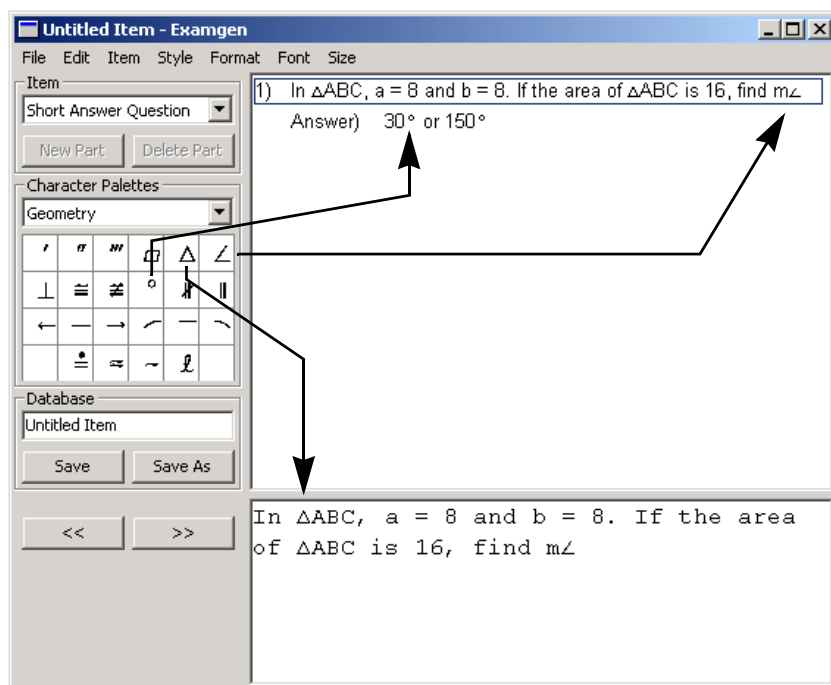 Untitled Item - Examgen
File Edit Item Style Format Font Size
Item
Short Answer Question
New Part Delete Part
Character Palettes
Geometry
′ ″ ‴ ▱ △ ∠
⊥ ≅ ≇ ° ∦ ∥
← — → ⌒ — ⌒
≐ ≈ ~ ℓ
Database
Untitled Item
Save Save As
<< >>
1) In △ABC, a = 8 and b = 8. If the area of △ABC is 16, find m∠
Answer) 30° or 150°
In △ABC, a = 8 and b = 8. If the area
of △ABC is 16, find m∠